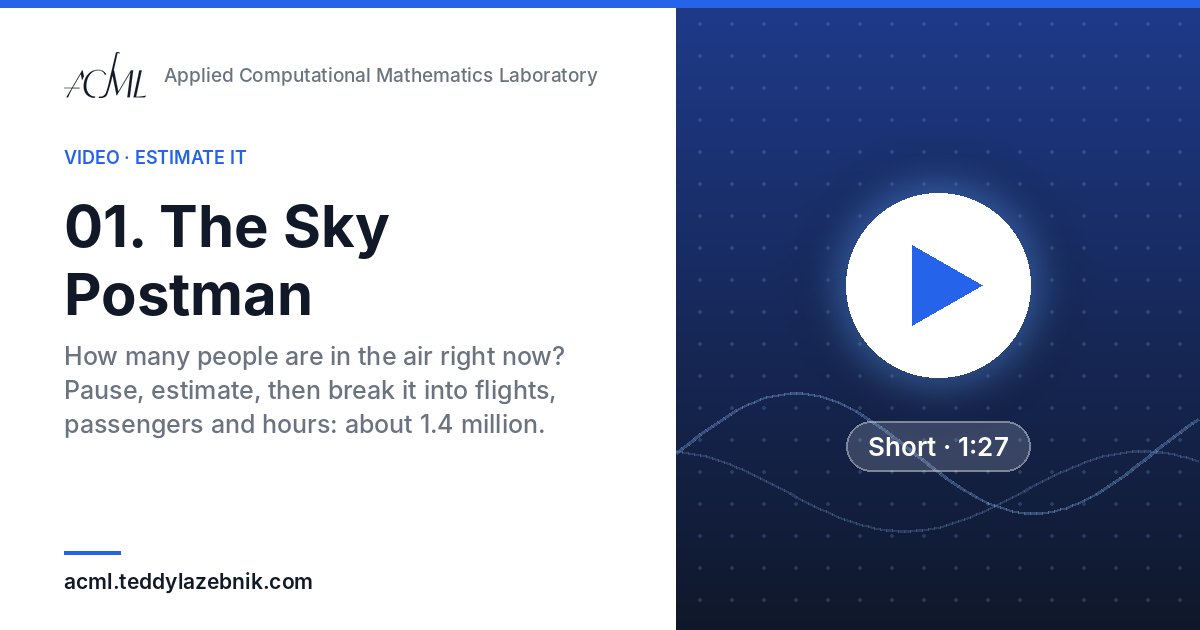 ACML
Applied Computational Mathematics Laboratory
VIDEO · ESTIMATE IT
01. The Sky
Postman
How many people are in the air right now?
Pause, estimate, then break it into flights,
passengers and hours: about 1.4 million.
Short · 1:27
acml.teddylazebnik.com